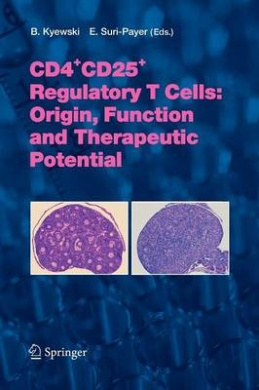 B. Kyewski E. Suri-Payer (Eds.)
CD4⁺CD25⁺
Regulatory T Cells:
Origin, Function
and Therapeutic
Potential
Springer